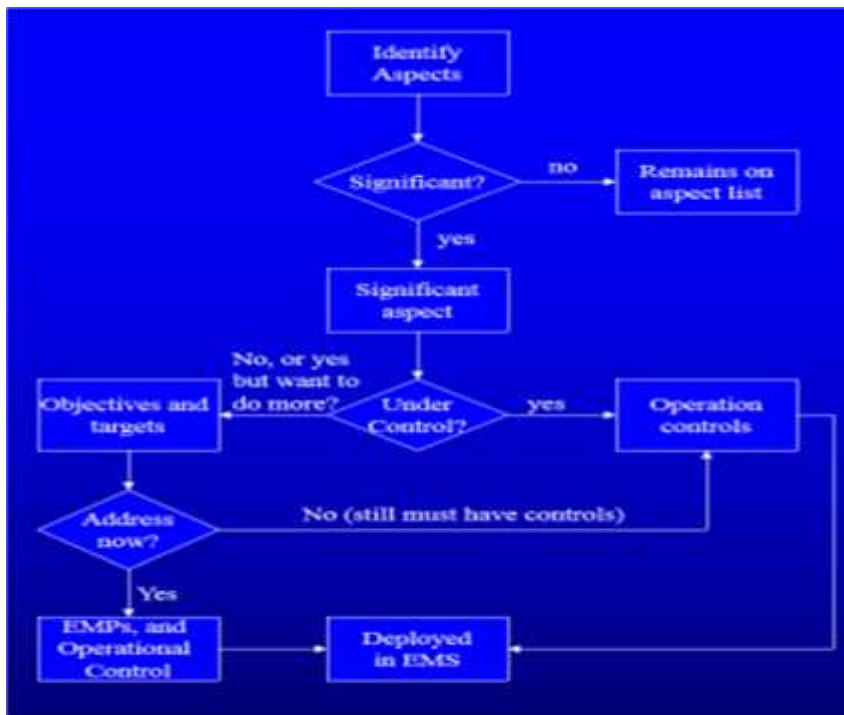 Identify
Aspects
Significant?
no
Remains on
aspect list
yes
Significant
aspect
No, or yes
but want to
do more?
Objectives and
targets
Under
Control?
yes
Operation
controls
Address
now?
No (still must have controls)
Yes
EMPs, and
Operational
Control
Deployed
in EMS